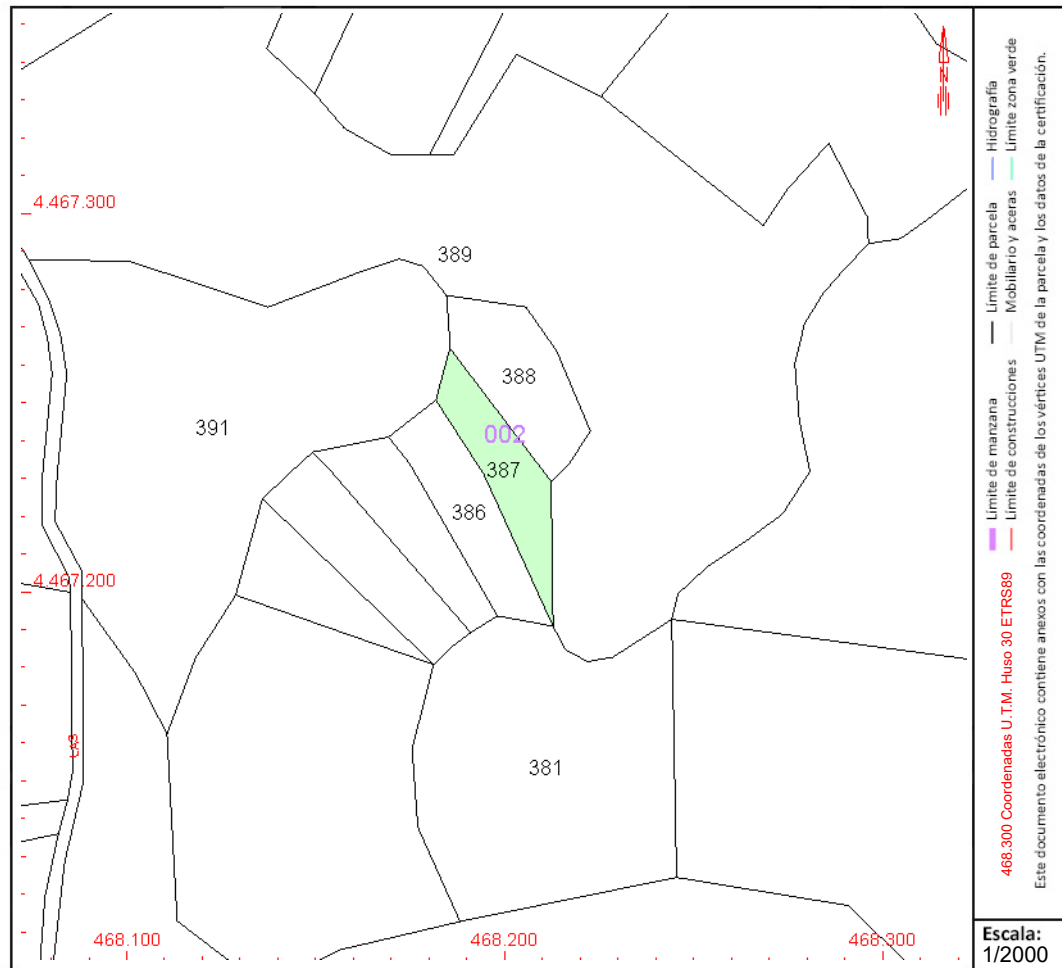 4.467.300
389
388
391
002
387
386
4.467.200
381
468.100
468.200
468.300
Límite de manzana
Límite de parcela
Hidrografía
Límite de construcciones
Mobiliario y aceras
Límite zona verde
468.300 Coordenadas U.T.M. Huso 30 ETRS89
Este documento electrónico contiene anexos con las coordenadas de los vértices UTM de la parcela y los datos de la certificación.
Escala:
1/2000